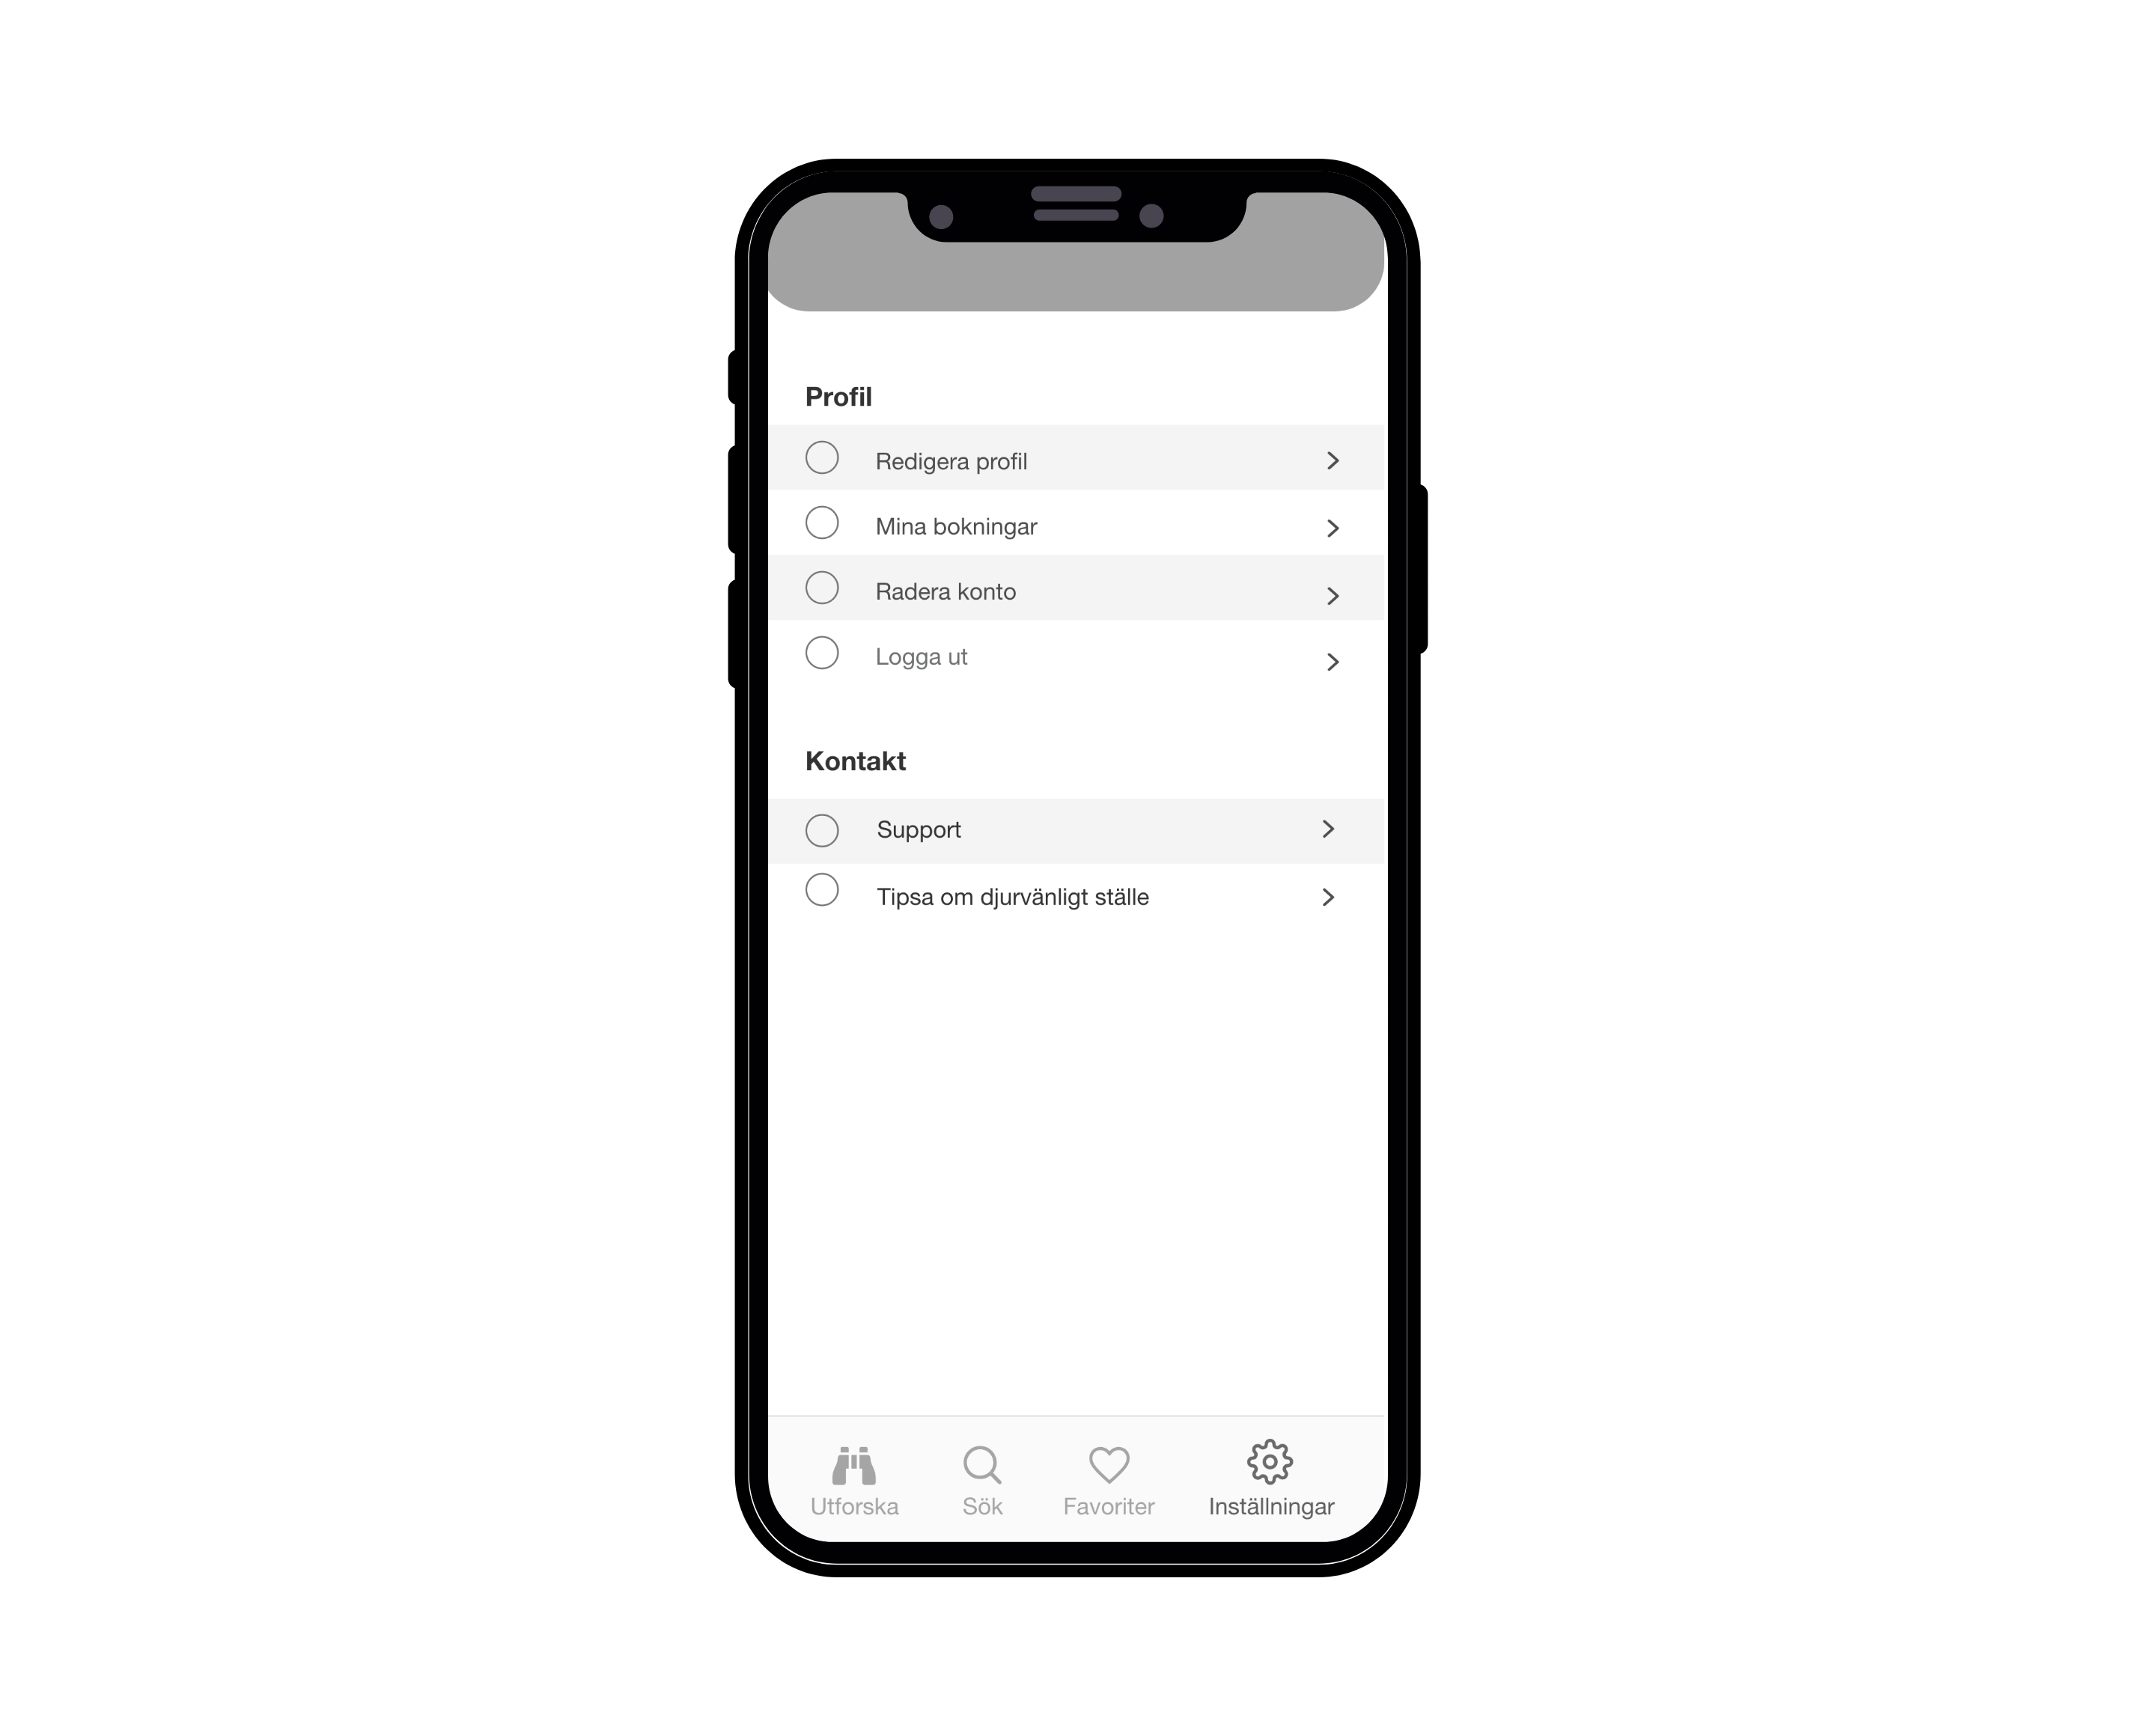 Profil
Redigera profil
Mina bokningar
Radera konto
Logga ut
Kontakt
Support
Tipsa om djurvänligt ställe
Utforska
Sök
Favoriter
Inställningar